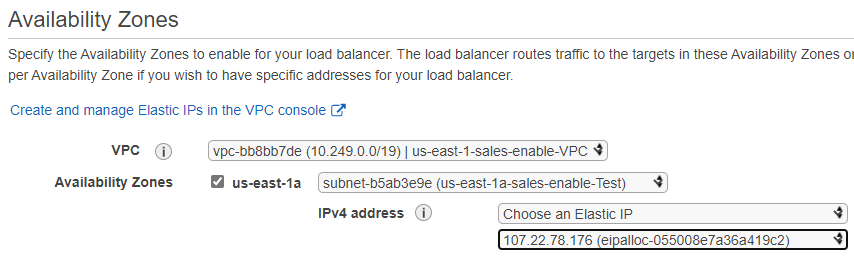 Availability Zones
Specify the Availability Zones to enable for your load balancer. The load balancer routes traffic to the targets in these Availability Zones
per Availability Zone if you wish to have specific addresses for your load balancer.
Create and manage Elastic IPs in the VPC console
VPC i vpc-bb8bb7de (10.249.0.0/19) | us-east-1-sales-enable-VPC
Availability Zones us-east-1a subnet-b5ab3e9e (us-east-1a-sales-enable-Test)
IPv4 address i Choose an Elastic IP
107.22.78.176 (eipalloc-055008e7a36a419c2)